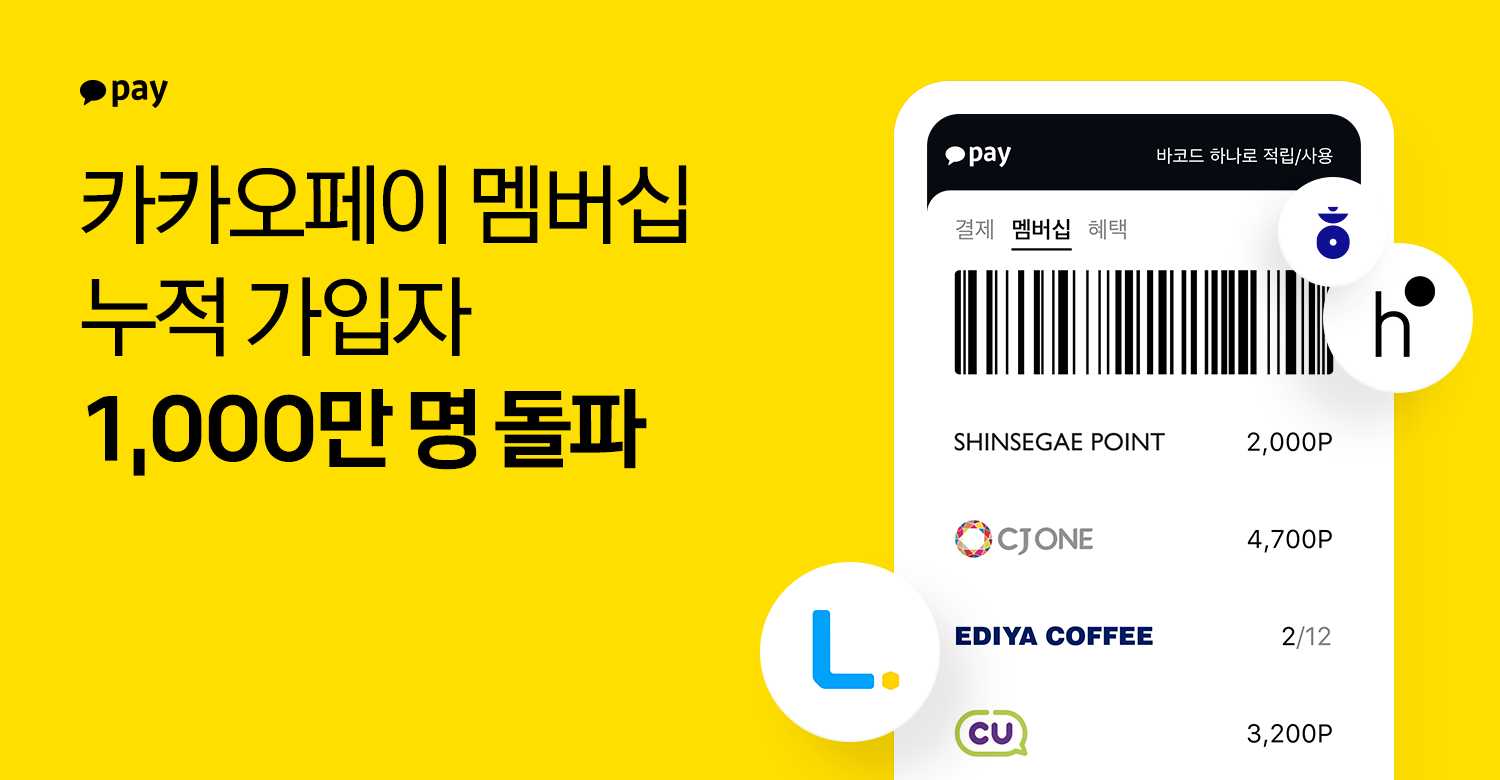 pay
카카오페이 멤버십
누적 가입자
1,000만 명 돌파
pay 바코드 하나로 적립/사용
결제 멤버십 혜택
h
SHINSEGAE POINT 2,000P
CJ ONE 4,700P
L.
EDIYA COFFEE 2/12
CU 3,200P